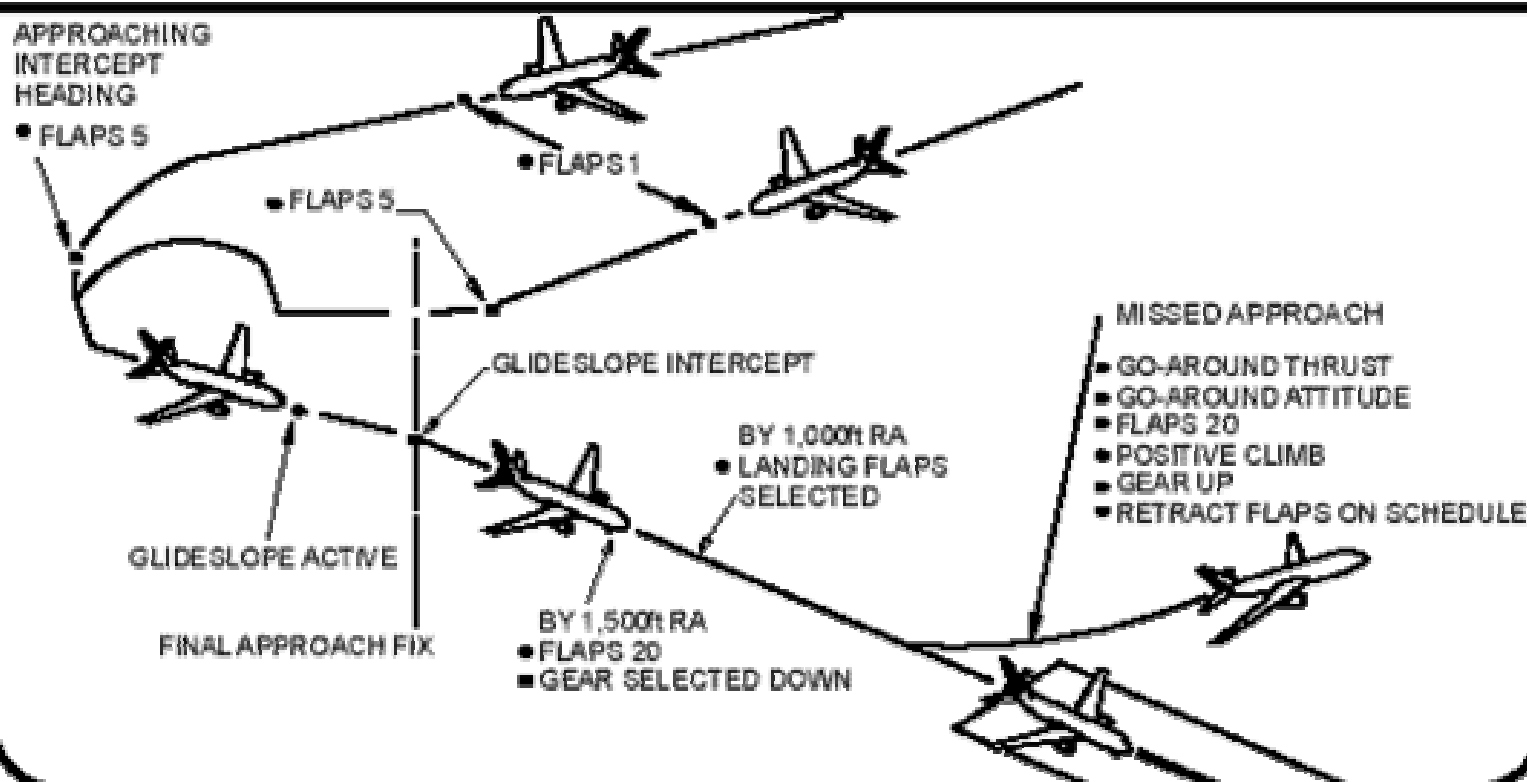 APPROACHING
INTERCEPT
HEADING
• FLAPS 5
• FLAPS 1
• FLAPS 5
GLIDESLOPE INTERCEPT
MISSED APPROACH
• GO-AROUND THRUST
• GO-AROUND ATTITUDE
• FLAPS 20
• POSITIVE CLIMB
• GEAR UP
• RETRACT FLAPS ON SCHEDULE
BY 1,000ft RA
• LANDING FLAPS
SELECTED
GLIDESLOPE ACTIVE
FINAL APPROACH FIX
BY 1,500ft RA
• FLAPS 20
• GEAR SELECTED DOWN